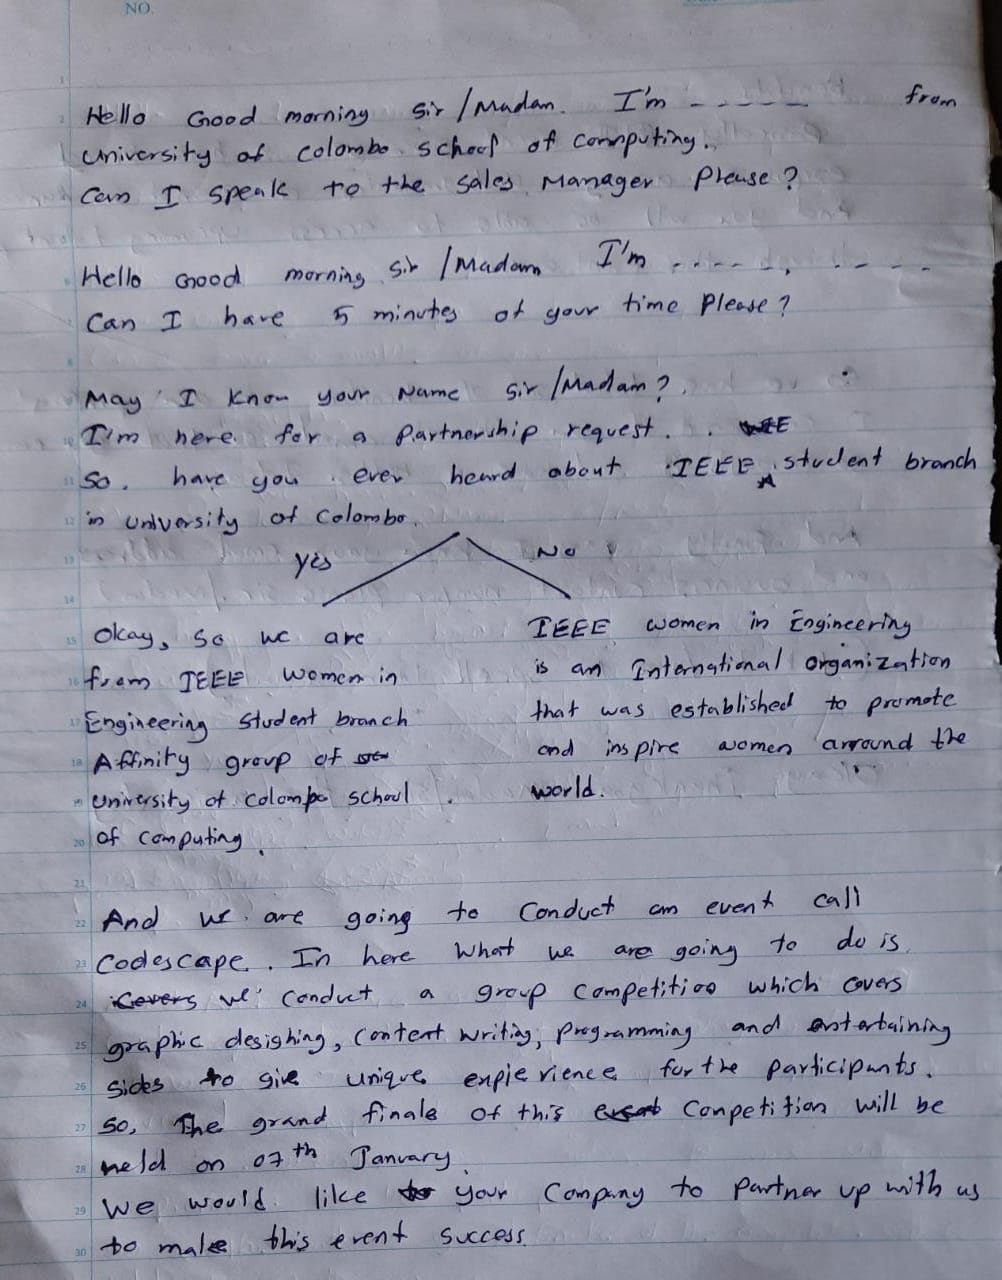 NO.
Hello Good morning Sir / Madam. I'm ------ from
University of colombo school of computing.
Can I speak to the sales Manager Please?
Hello Good morning Sir / Madam I'm -----, -----
Can I have 5 minutes of your time Please?
May I know your Name Sir / Madam?
I'm here for a Partnership request. WIE
So, have you ever heard about IEEE student branch
in university of Colombo.
Yes
No
Okay, so we are
from IEEE Women in
Engineering Student branch
Affinity group of
University of Colombo school
of computing.
IEEE women in Engineering
is an International Organization
that was established to promote
and inspire women arround the
world.
And we are going to Conduct an event call
Codescape. In here what we are going to do is
we conduct a group competition which covers
graphic desighing, content writing, programming and entertaining
sides to give unique expierience for the participants.
So, The grand finale of this Competition will be
held on 07th January.
We would like your Company to Partner up with us
to make this event success